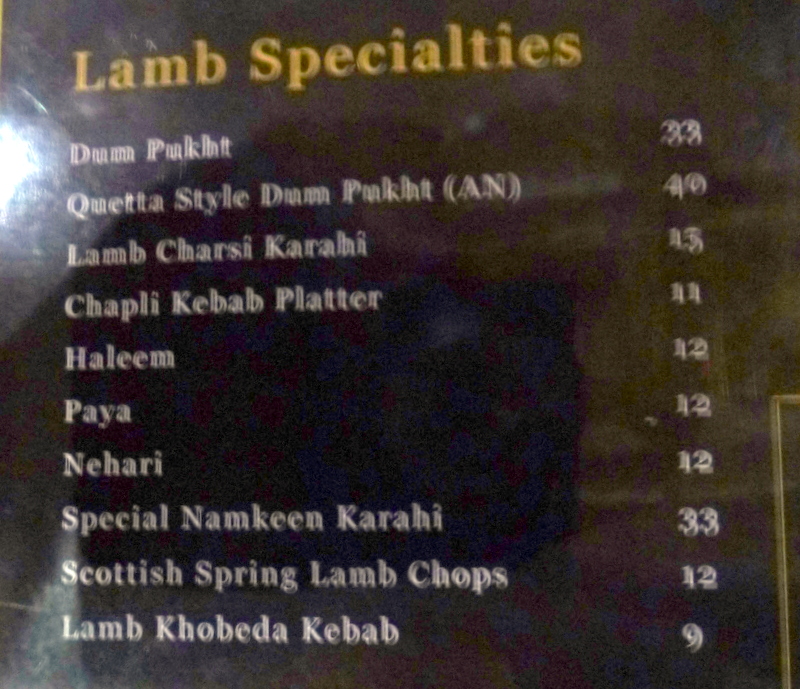 Lamb Specialties
Dum Pukht 33
Quetta Style Dum Pukht (AN) 40
Lamb Charsi Karahi
Chapli Kebab Platter 11
Haleem 12
Paya 12
Nehari 12
Special Namkeen Karahi 33
Scottish Spring Lamb Chops 12
Lamb Khobeda Kebab 9